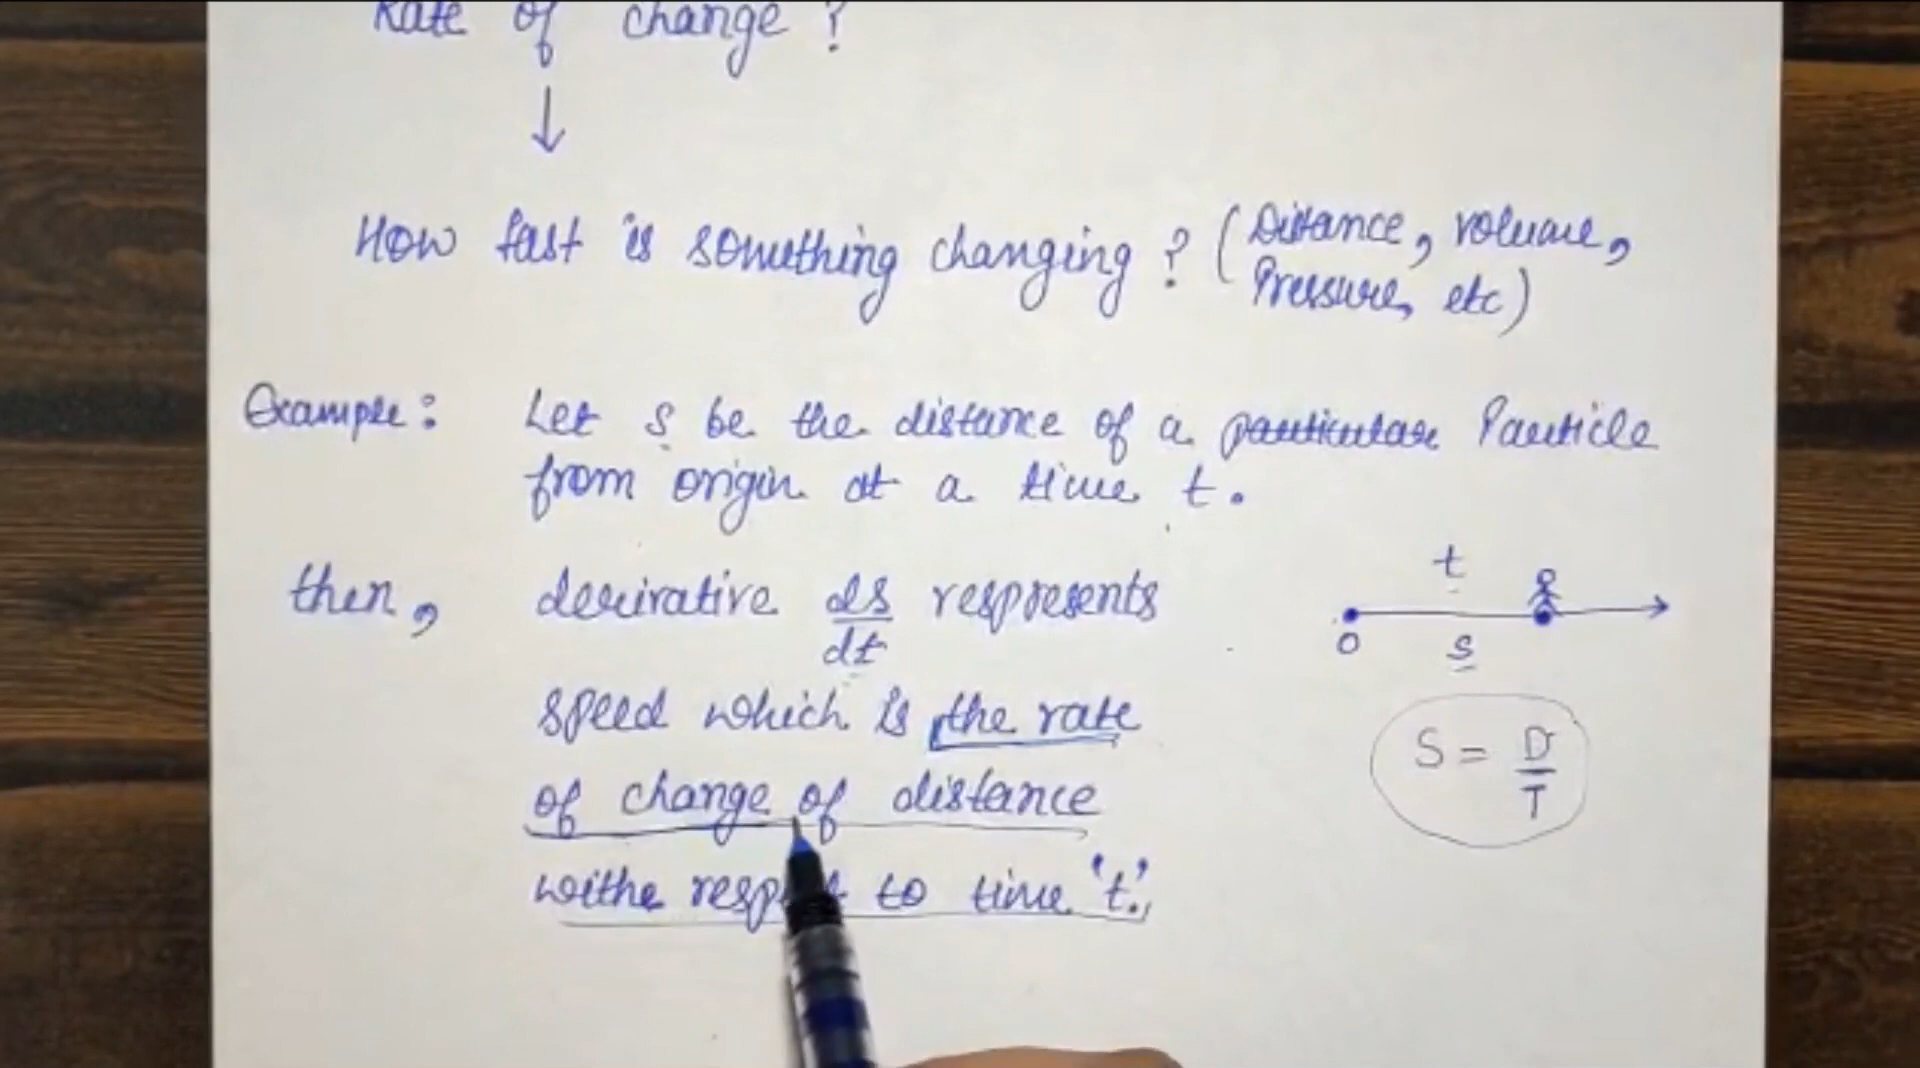 Rate of change ?
How fast is something changing ? (Distance, volume,
Pressure, etc)
Example : Let s be the distance of a particular Particle
from origin at a time t.
then, derivative ds/dt respresents
speed which is the rate
of change of distance
withe respect to time 't'.
t
O s
S = D/T